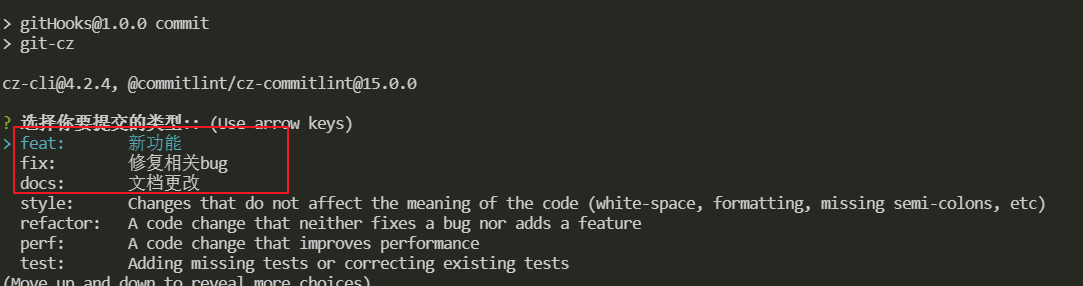 > gitHooks@1.0.0 commit
> git-cz
cz-cli@4.2.4, @commitlint/cz-commitlint@15.0.0
? 选择你要提交的类型:: (Use arrow keys)
> feat: 新功能
fix: 修复相关bug
docs: 文档更改
style: Changes that do not affect the meaning of the code (white-space, formatting, missing semi-colons, etc)
refactor: A code change that neither fixes a bug nor adds a feature
perf: A code change that improves performance
test: Adding missing tests or correcting existing tests
(Move up and down to reveal more choices)